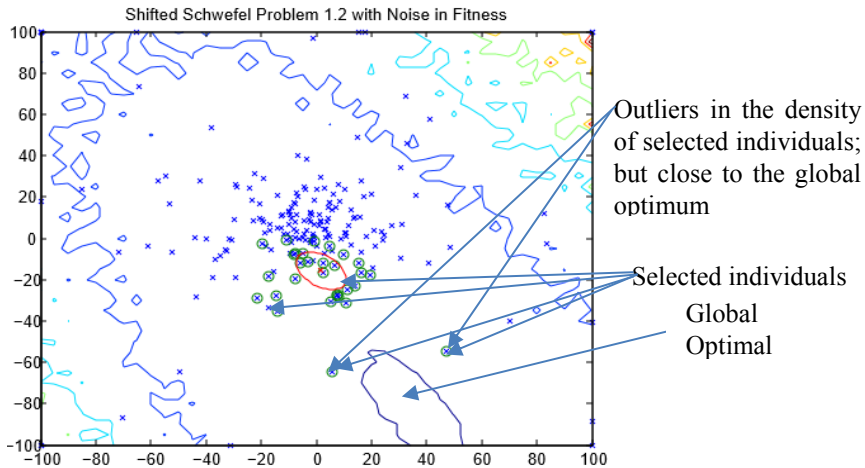 Shifted Schwefel Problem 1.2 with Noise in Fitness
100
80
60
40
20
0
−20
−40
−60
−80
−100
−100 −80 −60 −40 −20 0 20 40 60 80 100
Outliers in the density
of selected individuals;
but close to the global
optimum
Selected individuals
Global
Optimal